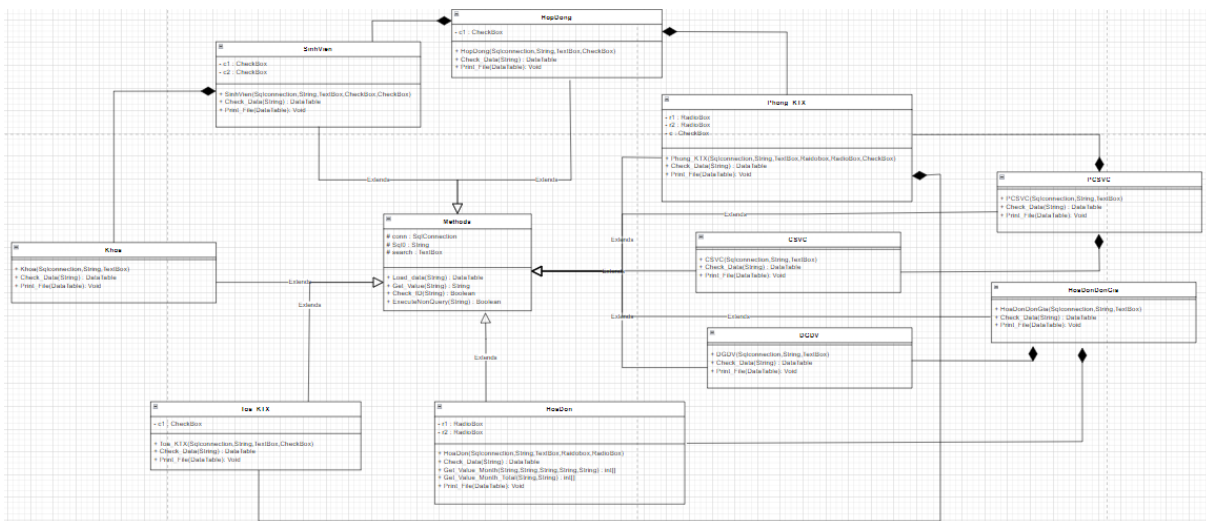 HopDong
- c1 : CheckBox
+ HopDong(Sqlconnection,String,TextBox,CheckBox)
+ Check_Data(String) : DataTable
+ Print_File(DataTable): Void
SinhVien
- c1 : CheckBox
- c2 : CheckBox
+ SinhVien(Sqlconnection,String,TextBox,CheckBox,CheckBox)
+ Check_Data(String) : DataTable
+ Print_File(DataTable): Void
Phong_KTX
- r1 : RadioBox
- r2 : RadioBox
- c : CheckBox
+ Phong_KTX(Sqlconnection,String,TextBox,Raidobox,RadioBox,CheckBox)
+ Check_Data(String) : DataTable
+ Print_File(DataTable): Void
Extends
Extends
PCSVC
+ PCSVC(Sqlconnection,String,TextBox)
+ Check_Data(String) : DataTable
+ Print_File(DataTable): Void
Extends
Methods
# conn : SqlConnection
# Sql0 : String
# search : TextBox
+ Load_data(String) : DataTable
+ Get_Value(String) : String
+ Check_ID(String) : Boolean
+ ExecuteNonQuery(String) : Boolean
Extends
CSVC
+ CSVC(Sqlconnection,String,TextBox)
+ Check_Data(String) : DataTable
+ Print_File(DataTable): Void
Khoa
+ Khoa(Sqlconnection,String,TextBox)
+ Check_Data(String) : DataTable
+ Print_File(DataTable): Void
Extends
Extends
Extends
HoaDonDonGia
+ HoaDonDonGia(Sqlconnection,String,TextBox)
+ Check_Data(String) : DataTable
+ Print_File(DataTable): Void
Extends
Extends
Extends
Extends
DGDV
+ DGDV(Sqlconnection,String,TextBox)
+ Check_Data(String) : DataTable
+ Print_File(DataTable): Void
Toa_KTX
- c1 : CheckBox
+ Toa_KTX(Sqlconnection,String,TextBox,CheckBox)
+ Check_Data(String) : DataTable
+ Print_File(DataTable): Void
HoaDon
- r1 : RadioBox
- r2 : RadioBox
+ HoaDon(Sqlconnection,String,TextBox,Raidobox,RadioBox)
+ Check_Data(String) : DataTable
+ Get_Value_Month(String,String,String,String,String) : int[]
+ Get_Value_Month_Total(String,String) : int[]
+ Print_File(DataTable): Void